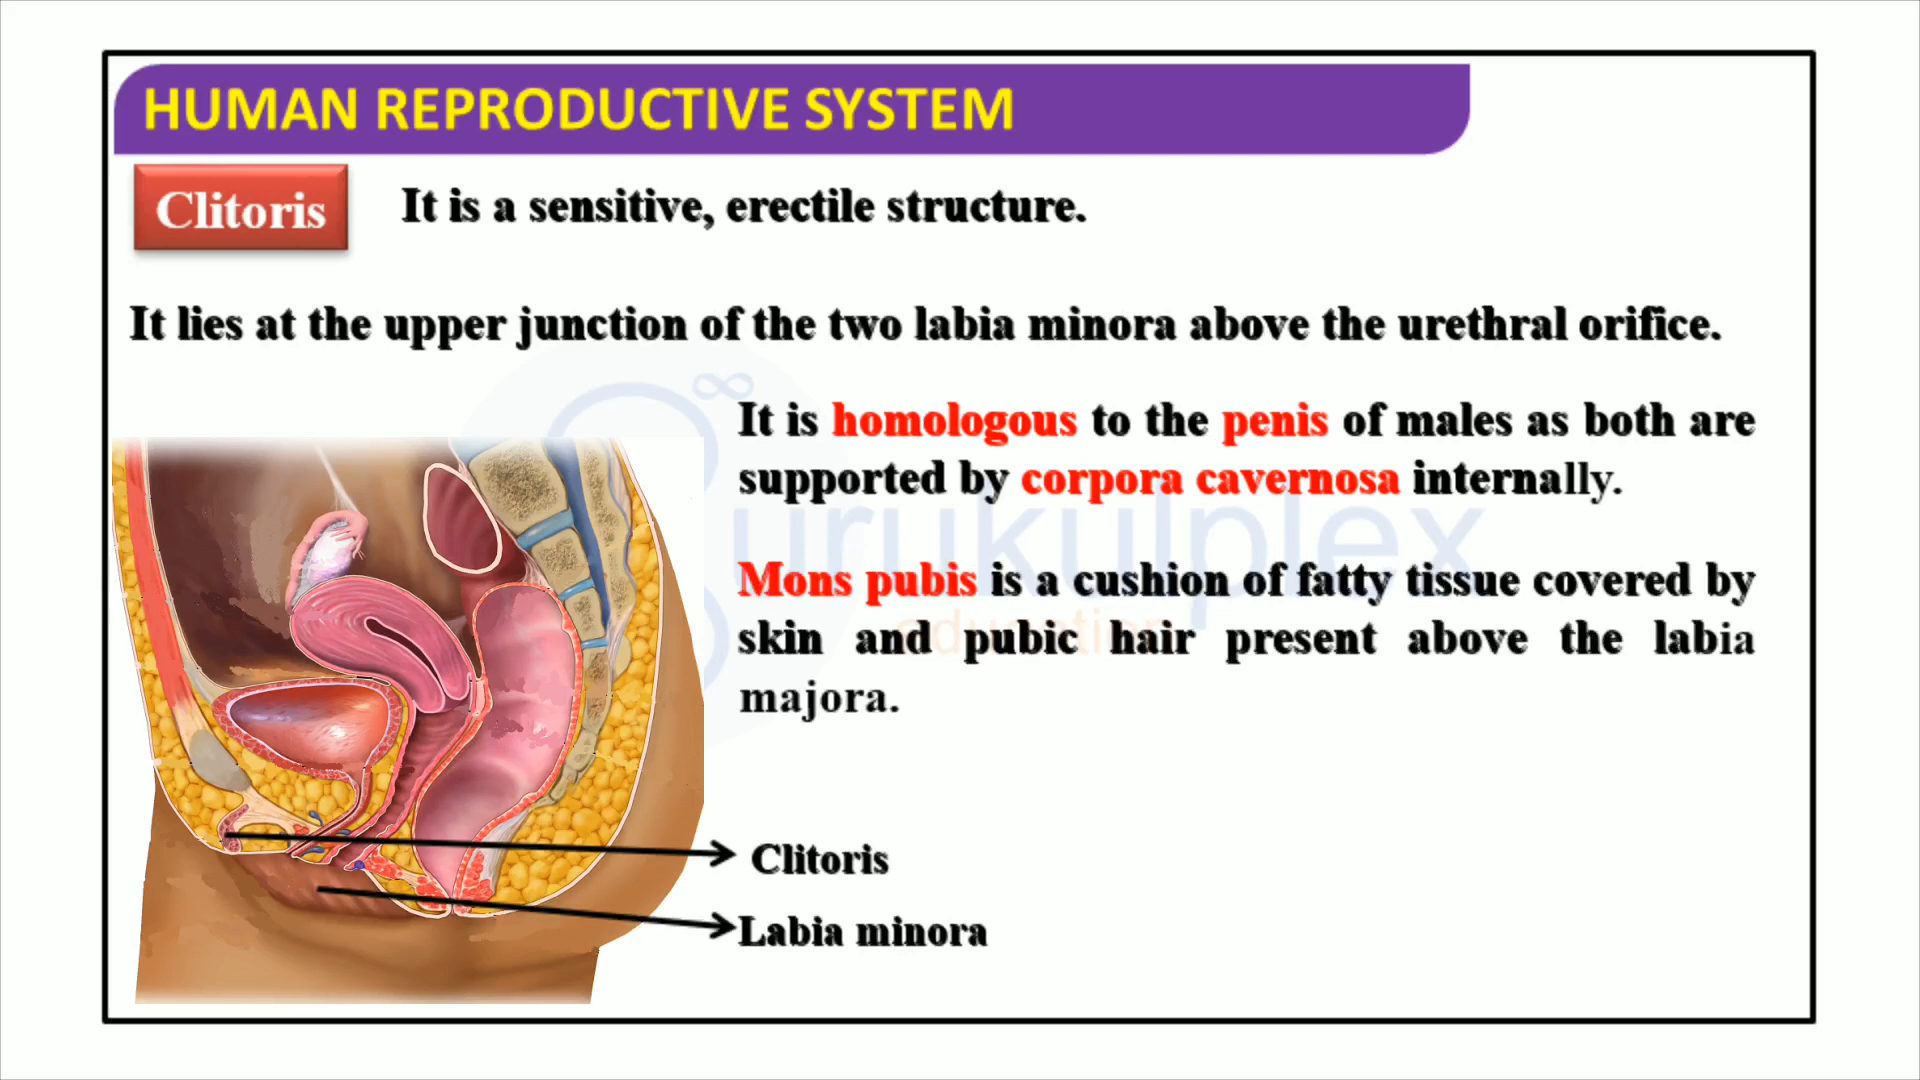 HUMAN REPRODUCTIVE SYSTEM
Clitoris
It is a sensitive, erectile structure.
It lies at the upper junction of the two labia minora above the urethral orifice.
It is homologous to the penis of males as both are
supported by corpora cavernosa internally.
Mons pubis is a cushion of fatty tissue covered by
skin and pubic hair present above the labia
majora.
Clitoris
Labia minora
urukulplex
education